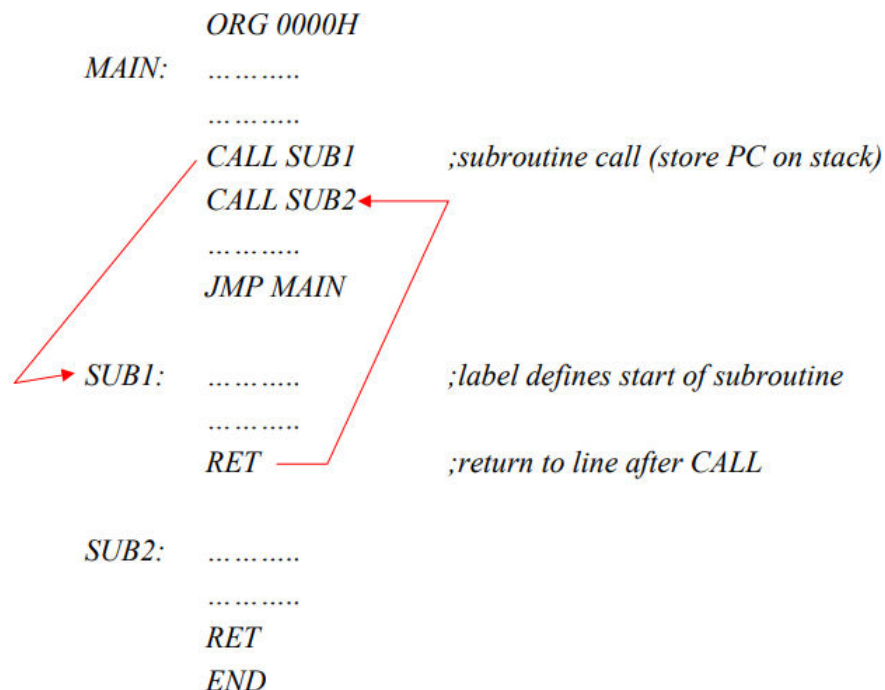 ORG 0000H
MAIN: ………..
………..
CALL SUB1 ;subroutine call (store PC on stack)
CALL SUB2
………..
JMP MAIN
SUB1: ………..
;label defines start of subroutine
………..
RET ;return to line after CALL
SUB2: ………..
………..
RET
END